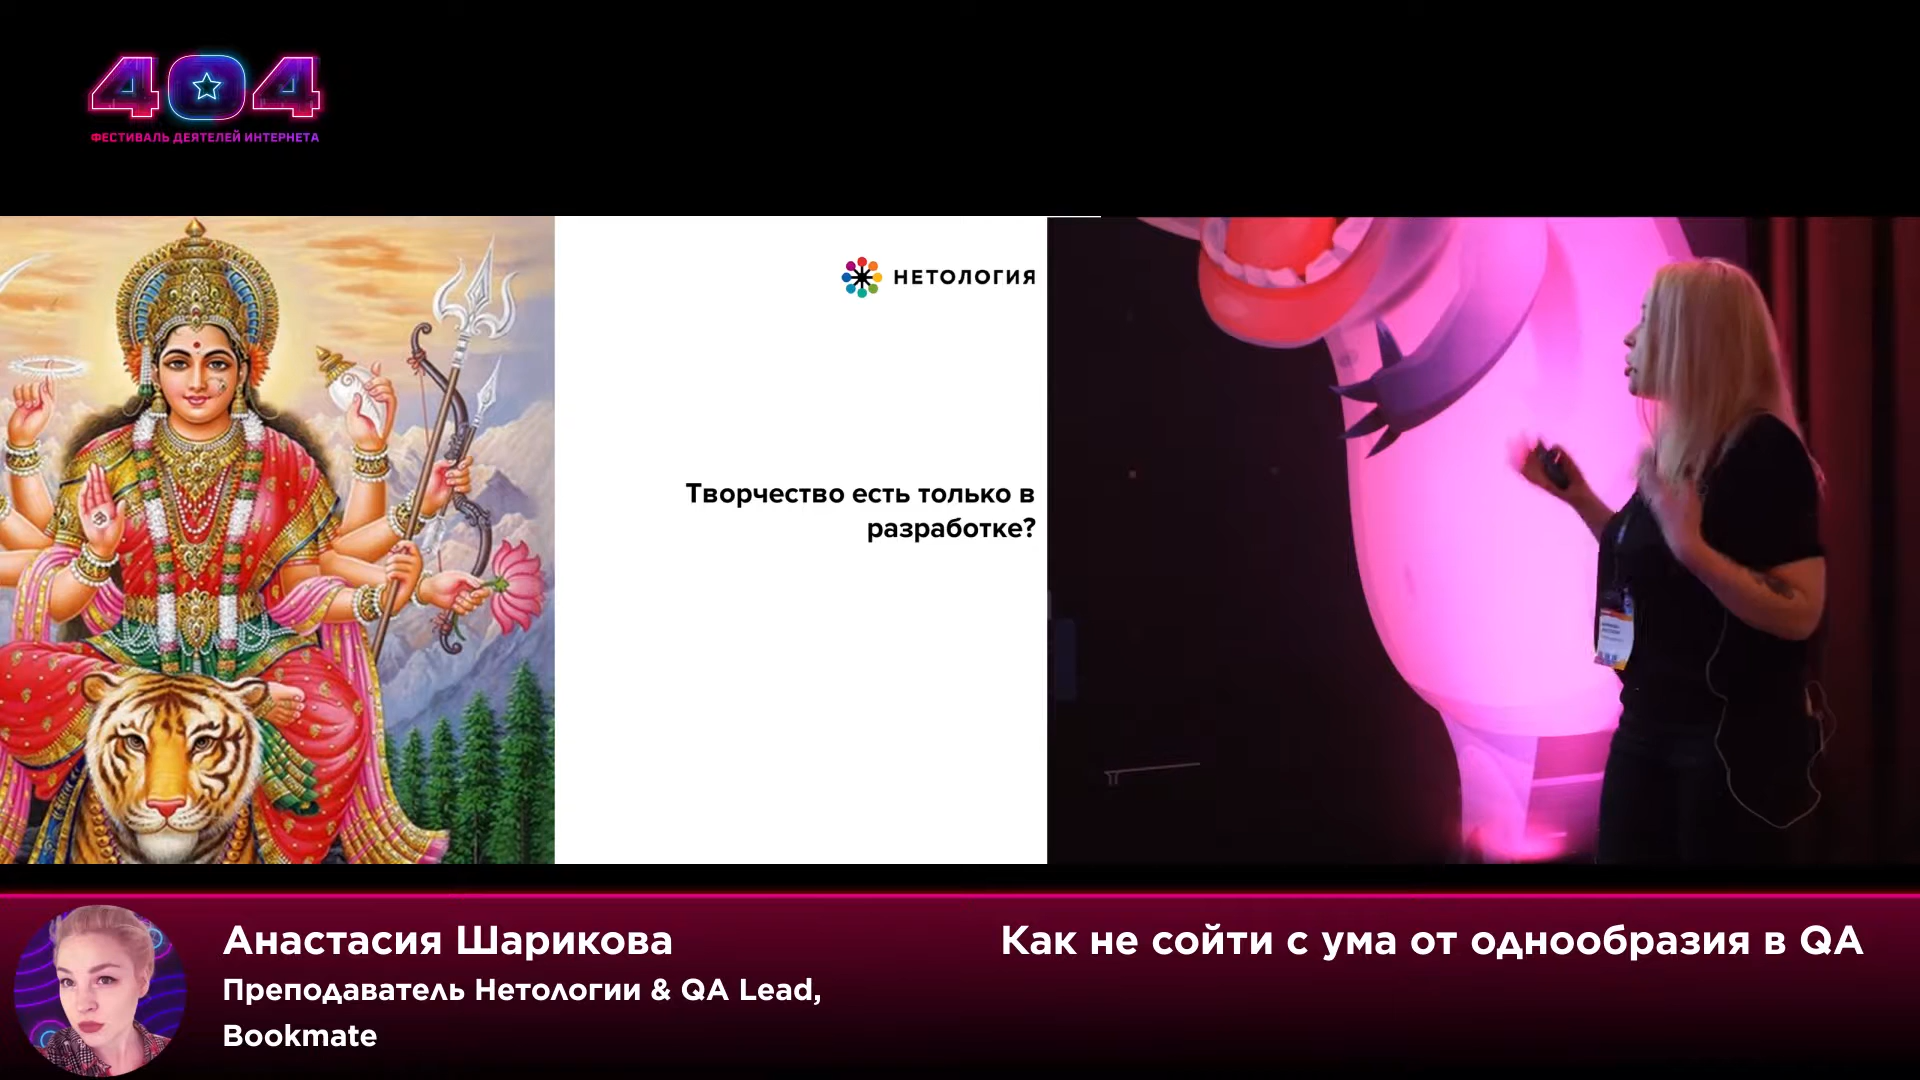 404
ФЕСТИВАЛЬ ДЕЯТЕЛЕЙ ИНТЕРНЕТА
НЕТОЛОГИЯ
Творчество есть только в
разработке?
Анастасия Шарикова
Преподаватель Нетологии & QA Lead,
Bookmate
Как не сойти с ума от однообразия в QA